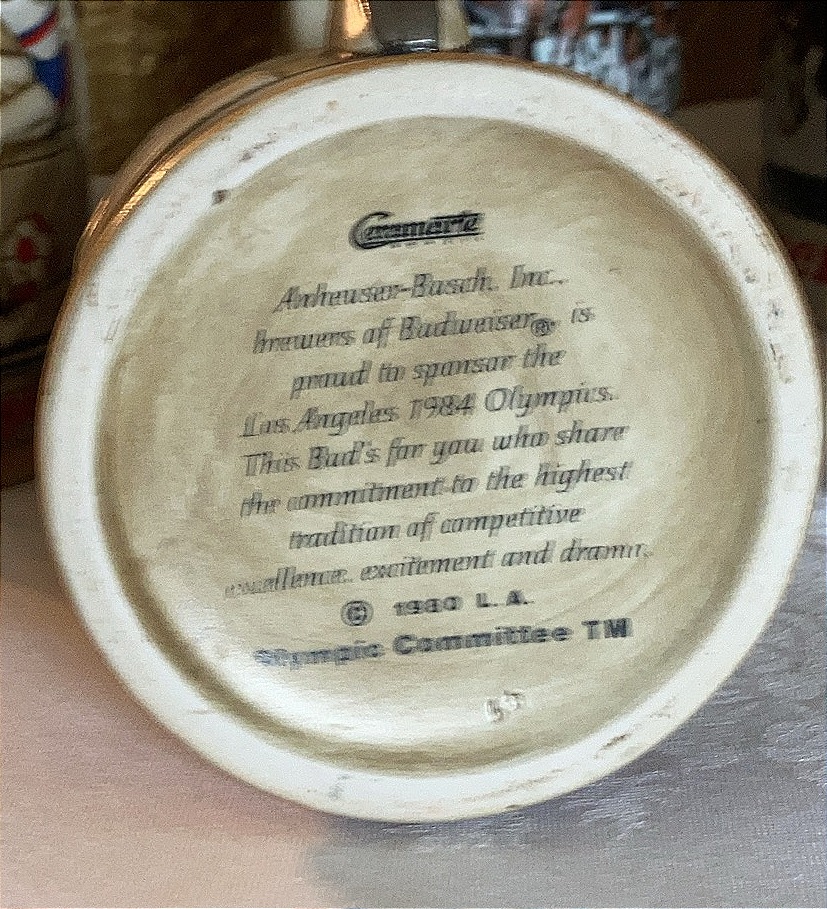 Ceramarte
Anheuser-Busch, Inc.,
brewers of Budweiser®, is
proud to sponsor the
Los Angeles 1984 Olympics.
This Bud's for you who share
the commitment to the highest
tradition of competitive
excellence, excitement and drama.
© 1980 L.A.
Olympic Committee TM